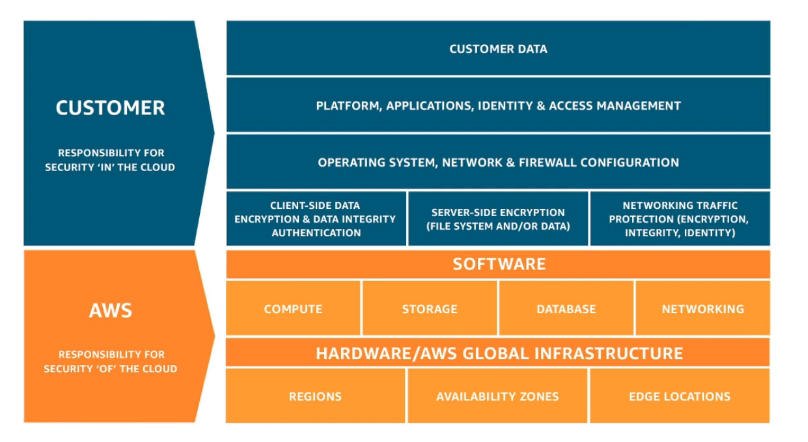 CUSTOMER
RESPONSIBILITY FOR
SECURITY ‘IN’ THE CLOUD
CUSTOMER DATA
PLATFORM, APPLICATIONS, IDENTITY & ACCESS MANAGEMENT
OPERATING SYSTEM, NETWORK & FIREWALL CONFIGURATION
CLIENT-SIDE DATA
ENCRYPTION & DATA INTEGRITY
AUTHENTICATION
SERVER-SIDE ENCRYPTION
(FILE SYSTEM AND/OR DATA)
NETWORKING TRAFFIC
PROTECTION (ENCRYPTION,
INTEGRITY, IDENTITY)
AWS
RESPONSIBILITY FOR
SECURITY ‘OF’ THE CLOUD
SOFTWARE
COMPUTE
STORAGE
DATABASE
NETWORKING
HARDWARE/AWS GLOBAL INFRASTRUCTURE
REGIONS
AVAILABILITY ZONES
EDGE LOCATIONS